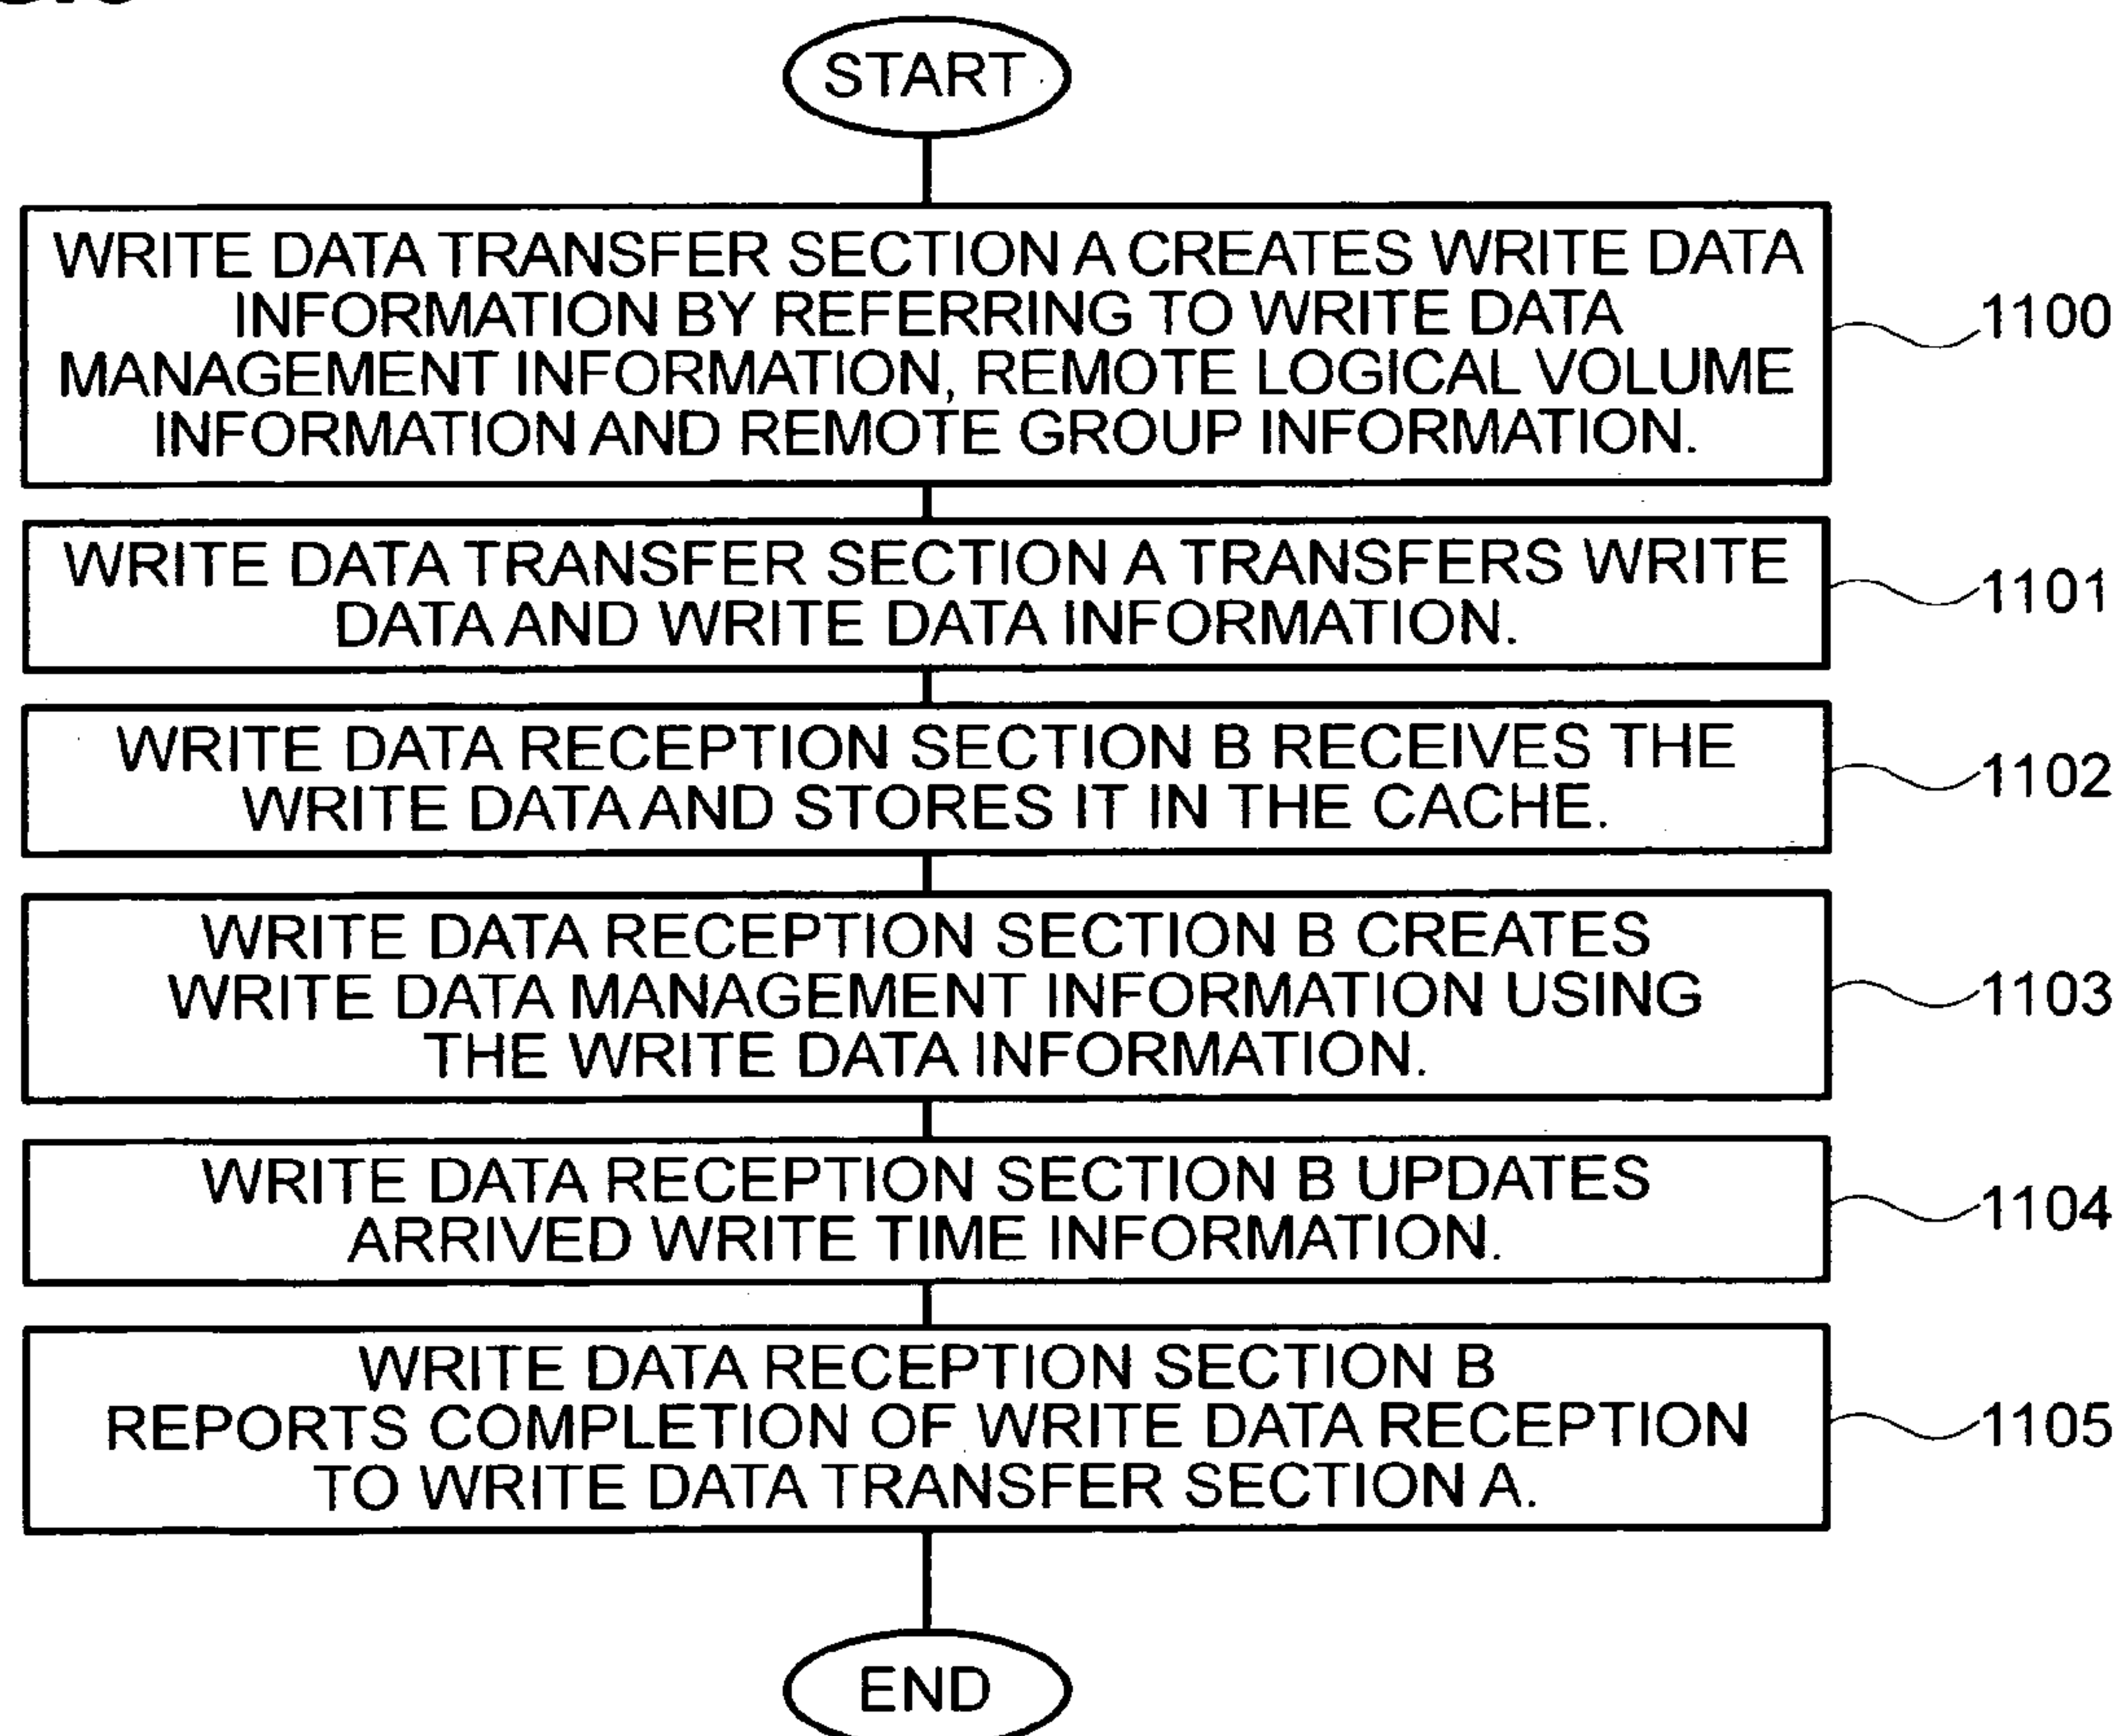 START
WRITE DATA TRANSFER SECTION A CREATES WRITE DATA
INFORMATION BY REFERRING TO WRITE DATA
MANAGEMENT INFORMATION, REMOTE LOGICAL VOLUME
INFORMATION AND REMOTE GROUP INFORMATION.
1100
WRITE DATA TRANSFER SECTION A TRANSFERS WRITE
DATA AND WRITE DATA INFORMATION.
1101
WRITE DATA RECEPTION SECTION B RECEIVES THE
WRITE DATA AND STORES IT IN THE CACHE.
1102
WRITE DATA RECEPTION SECTION B CREATES
WRITE DATA MANAGEMENT INFORMATION USING
THE WRITE DATA INFORMATION.
1103
WRITE DATA RECEPTION SECTION B UPDATES
ARRIVED WRITE TIME INFORMATION.
1104
WRITE DATA RECEPTION SECTION B
REPORTS COMPLETION OF WRITE DATA RECEPTION
TO WRITE DATA TRANSFER SECTION A.
1105
END